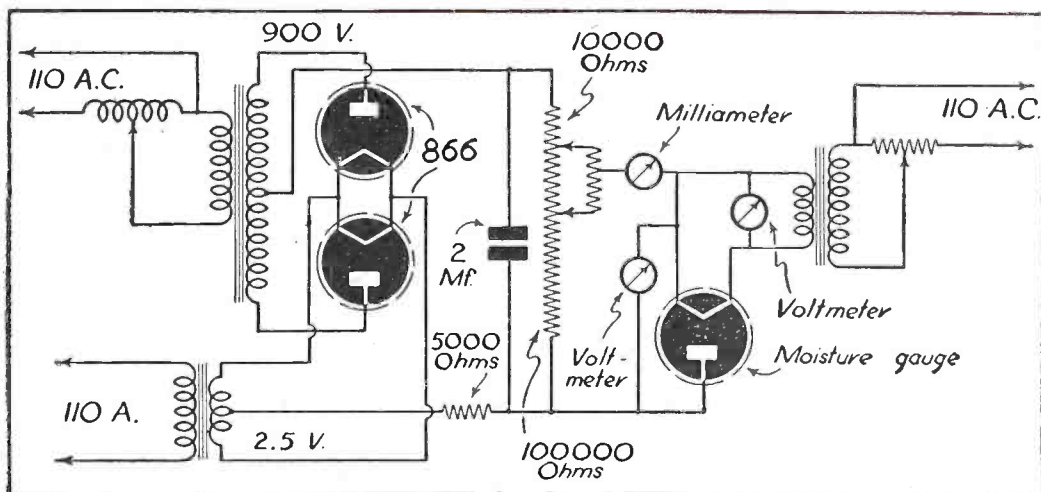 900 V.
110 A.C.
866
2
Mf.
5000
Ohms
110 A.
2.5 V.
10000
Ohms
Milliameter
110 A.C.
Voltmeter
Volt-
meter
Moisture gauge
100000
Ohms